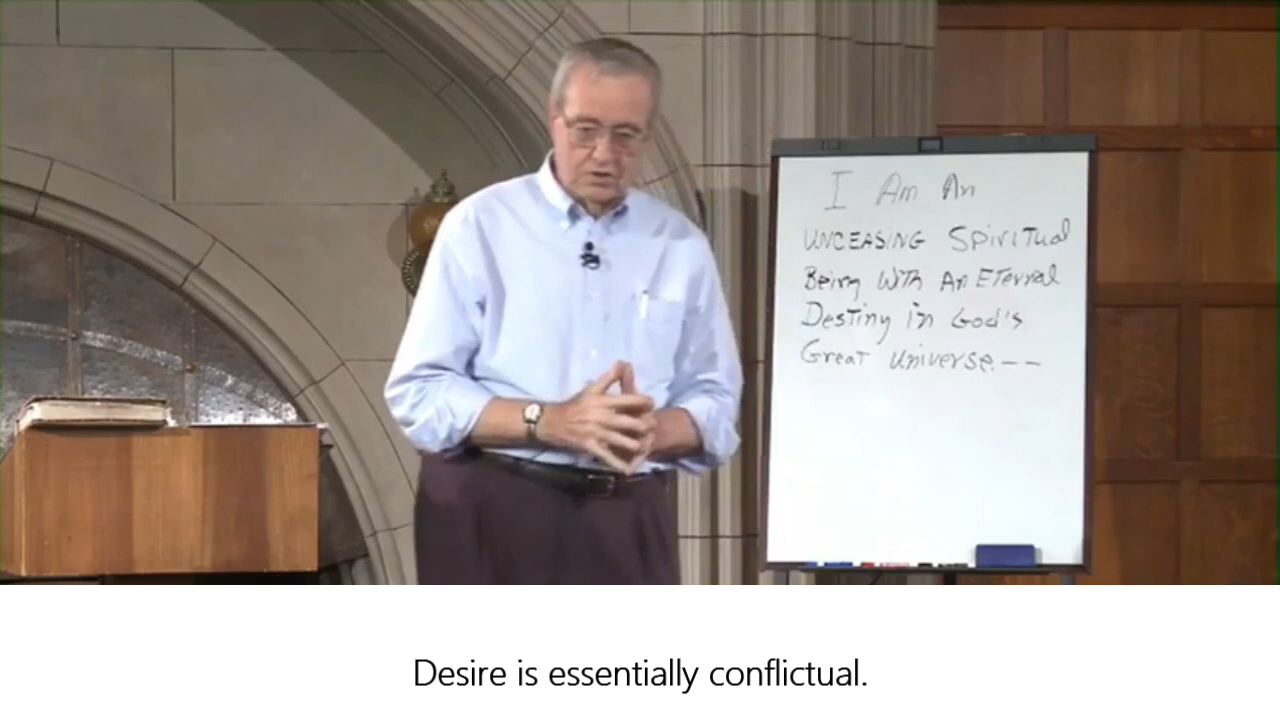 I Am An
UNCEASING SPIRITUAL
Being With An ETERNAL
DESTINY in God's
Great Universe.--
Desire is essentially conflictual.